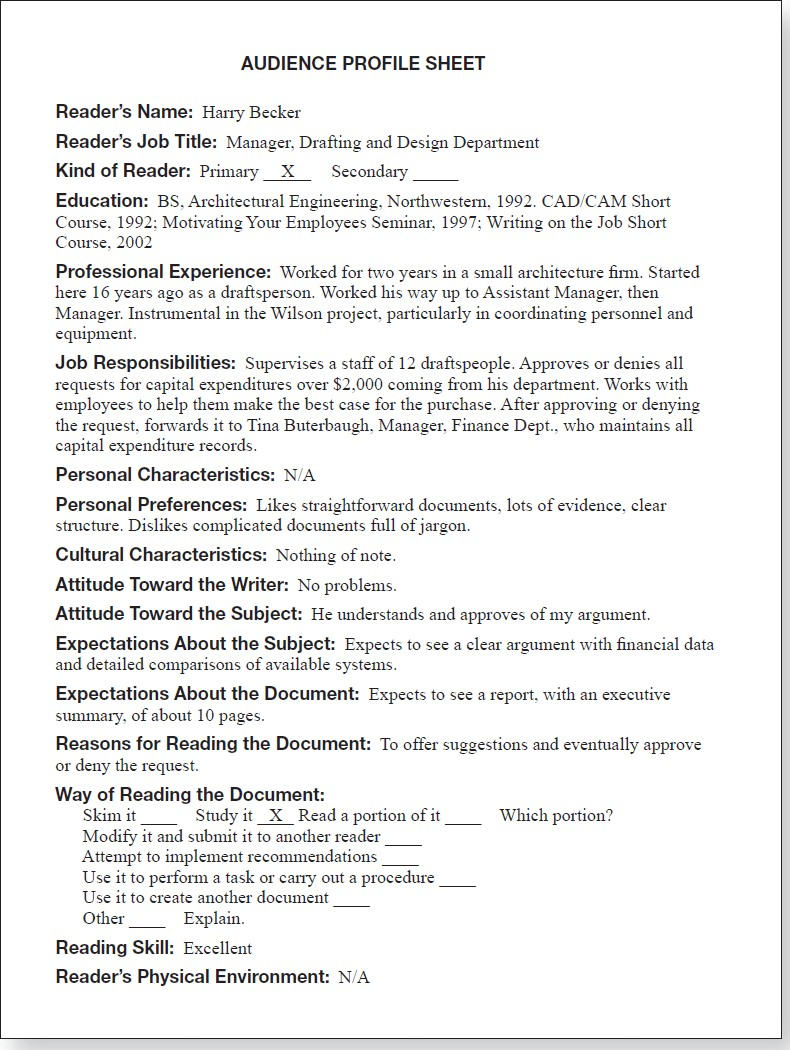 AUDIENCE PROFILE SHEET
Reader’s Name: Harry Becker
Reader’s Job Title: Manager, Drafting and Design Department
Kind of Reader: Primary __X__ Secondary _____
Education: BS, Architectural Engineering, Northwestern, 1992. CAD/CAM Short
Course, 1992; Motivating Your Employees Seminar, 1997; Writing on the Job Short
Course, 2002
Professional Experience: Worked for two years in a small architecture firm. Started
here 16 years ago as a draftsperson. Worked his way up to Assistant Manager, then
Manager. Instrumental in the Wilson project, particularly in coordinating personnel and
equipment.
Job Responsibilities: Supervises a staff of 12 draftspeople. Approves or denies all
requests for capital expenditures over $2,000 coming from his department. Works with
employees to help them make the best case for the purchase. After approving or denying
the request, forwards it to Tina Buterbaugh, Manager, Finance Dept., who maintains all
capital expenditure records.
Personal Characteristics: N/A
Personal Preferences: Likes straightforward documents, lots of evidence, clear
structure. Dislikes complicated documents full of jargon.
Cultural Characteristics: Nothing of note.
Attitude Toward the Writer: No problems.
Attitude Toward the Subject: He understands and approves of my argument.
Expectations About the Subject: Expects to see a clear argument with financial data
and detailed comparisons of available systems.
Expectations About the Document: Expects to see a report, with an executive
summary, of about 10 pages.
Reasons for Reading the Document: To offer suggestions and eventually approve
or deny the request.
Way of Reading the Document:
Skim it ____ Study it _X_ Read a portion of it ____ Which portion?
Modify it and submit it to another reader ____
Attempt to implement recommendations ____
Use it to perform a task or carry out a procedure ____
Use it to create another document ____
Other ____ Explain.
Reading Skill: Excellent
Reader’s Physical Environment: N/A